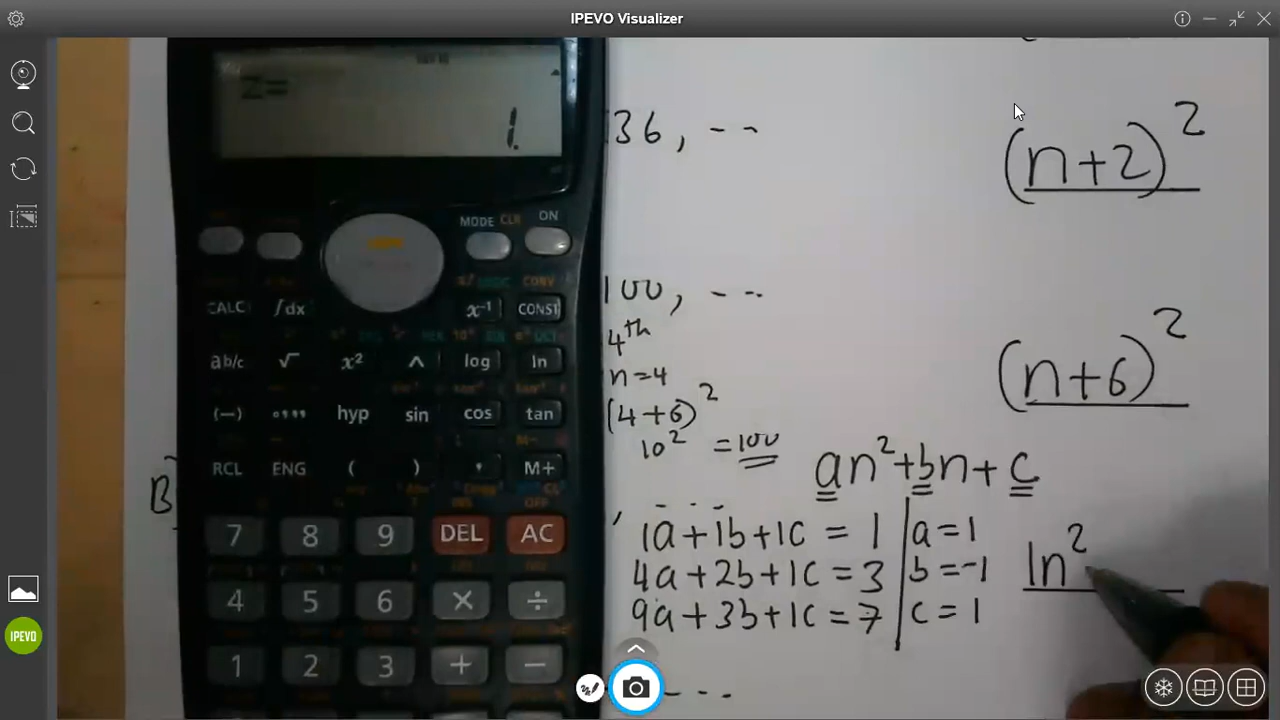 IPEVO Visualizer
z=
1.
36, - -
(n+2)²
MODE CLR ON
100, - -
CALC ∫dx x⁻¹ CONST
4th
ab/c √ x² ^ log ln
n=4
(n+6)²
(–) °'" hyp sin cos tan
(4+6)²
10² = 100
RCL ENG ( ) , M+
an²+bn+c
B
7 8 9 DEL AC
1a+1b+1c = 1 a=1
1n²
4 5 6 × ÷
4a+2b+1c = 3 b=-1
9a+3b+1c = 7 c=1
IPEVO
1 2 3 + −
- - -